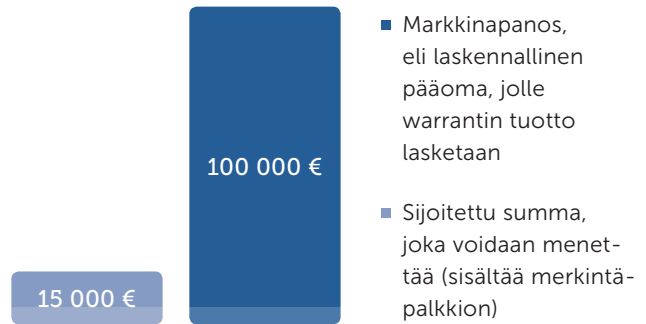 Markkinapanos,
eli laskennallinen
pääoma, jolle
warrantin tuotto
lasketaan
100 000 €
Sijoitettu summa,
joka voidaan menet-
tää (sisältää merkintä-
palkkion)
15 000 €